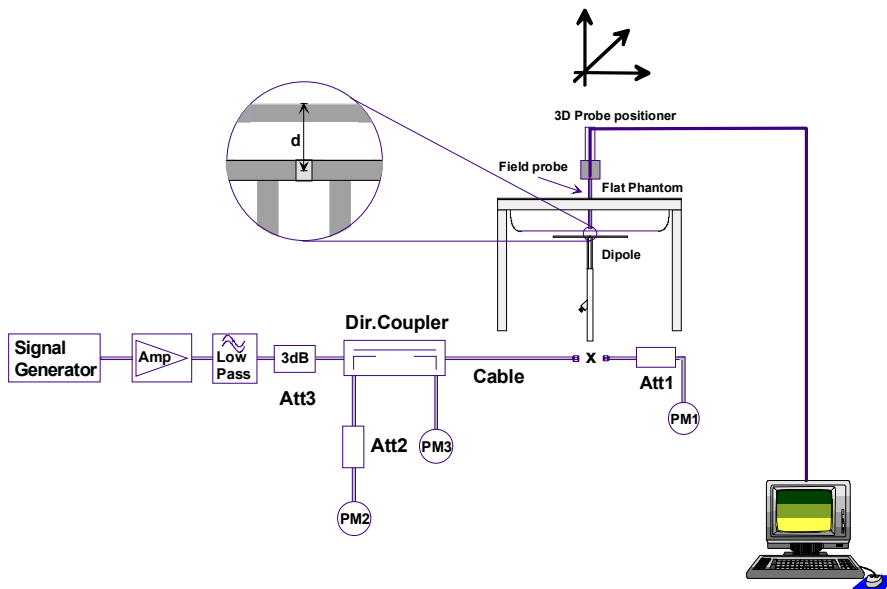 3D Probe positioner
d
Field probe
Flat Phantom
Dipole
Dir.Coupler
Signal
Generator
Amp
Low
Pass
3dB
Cable
x
Att1
Att3
PM1
Att2
PM3
PM2